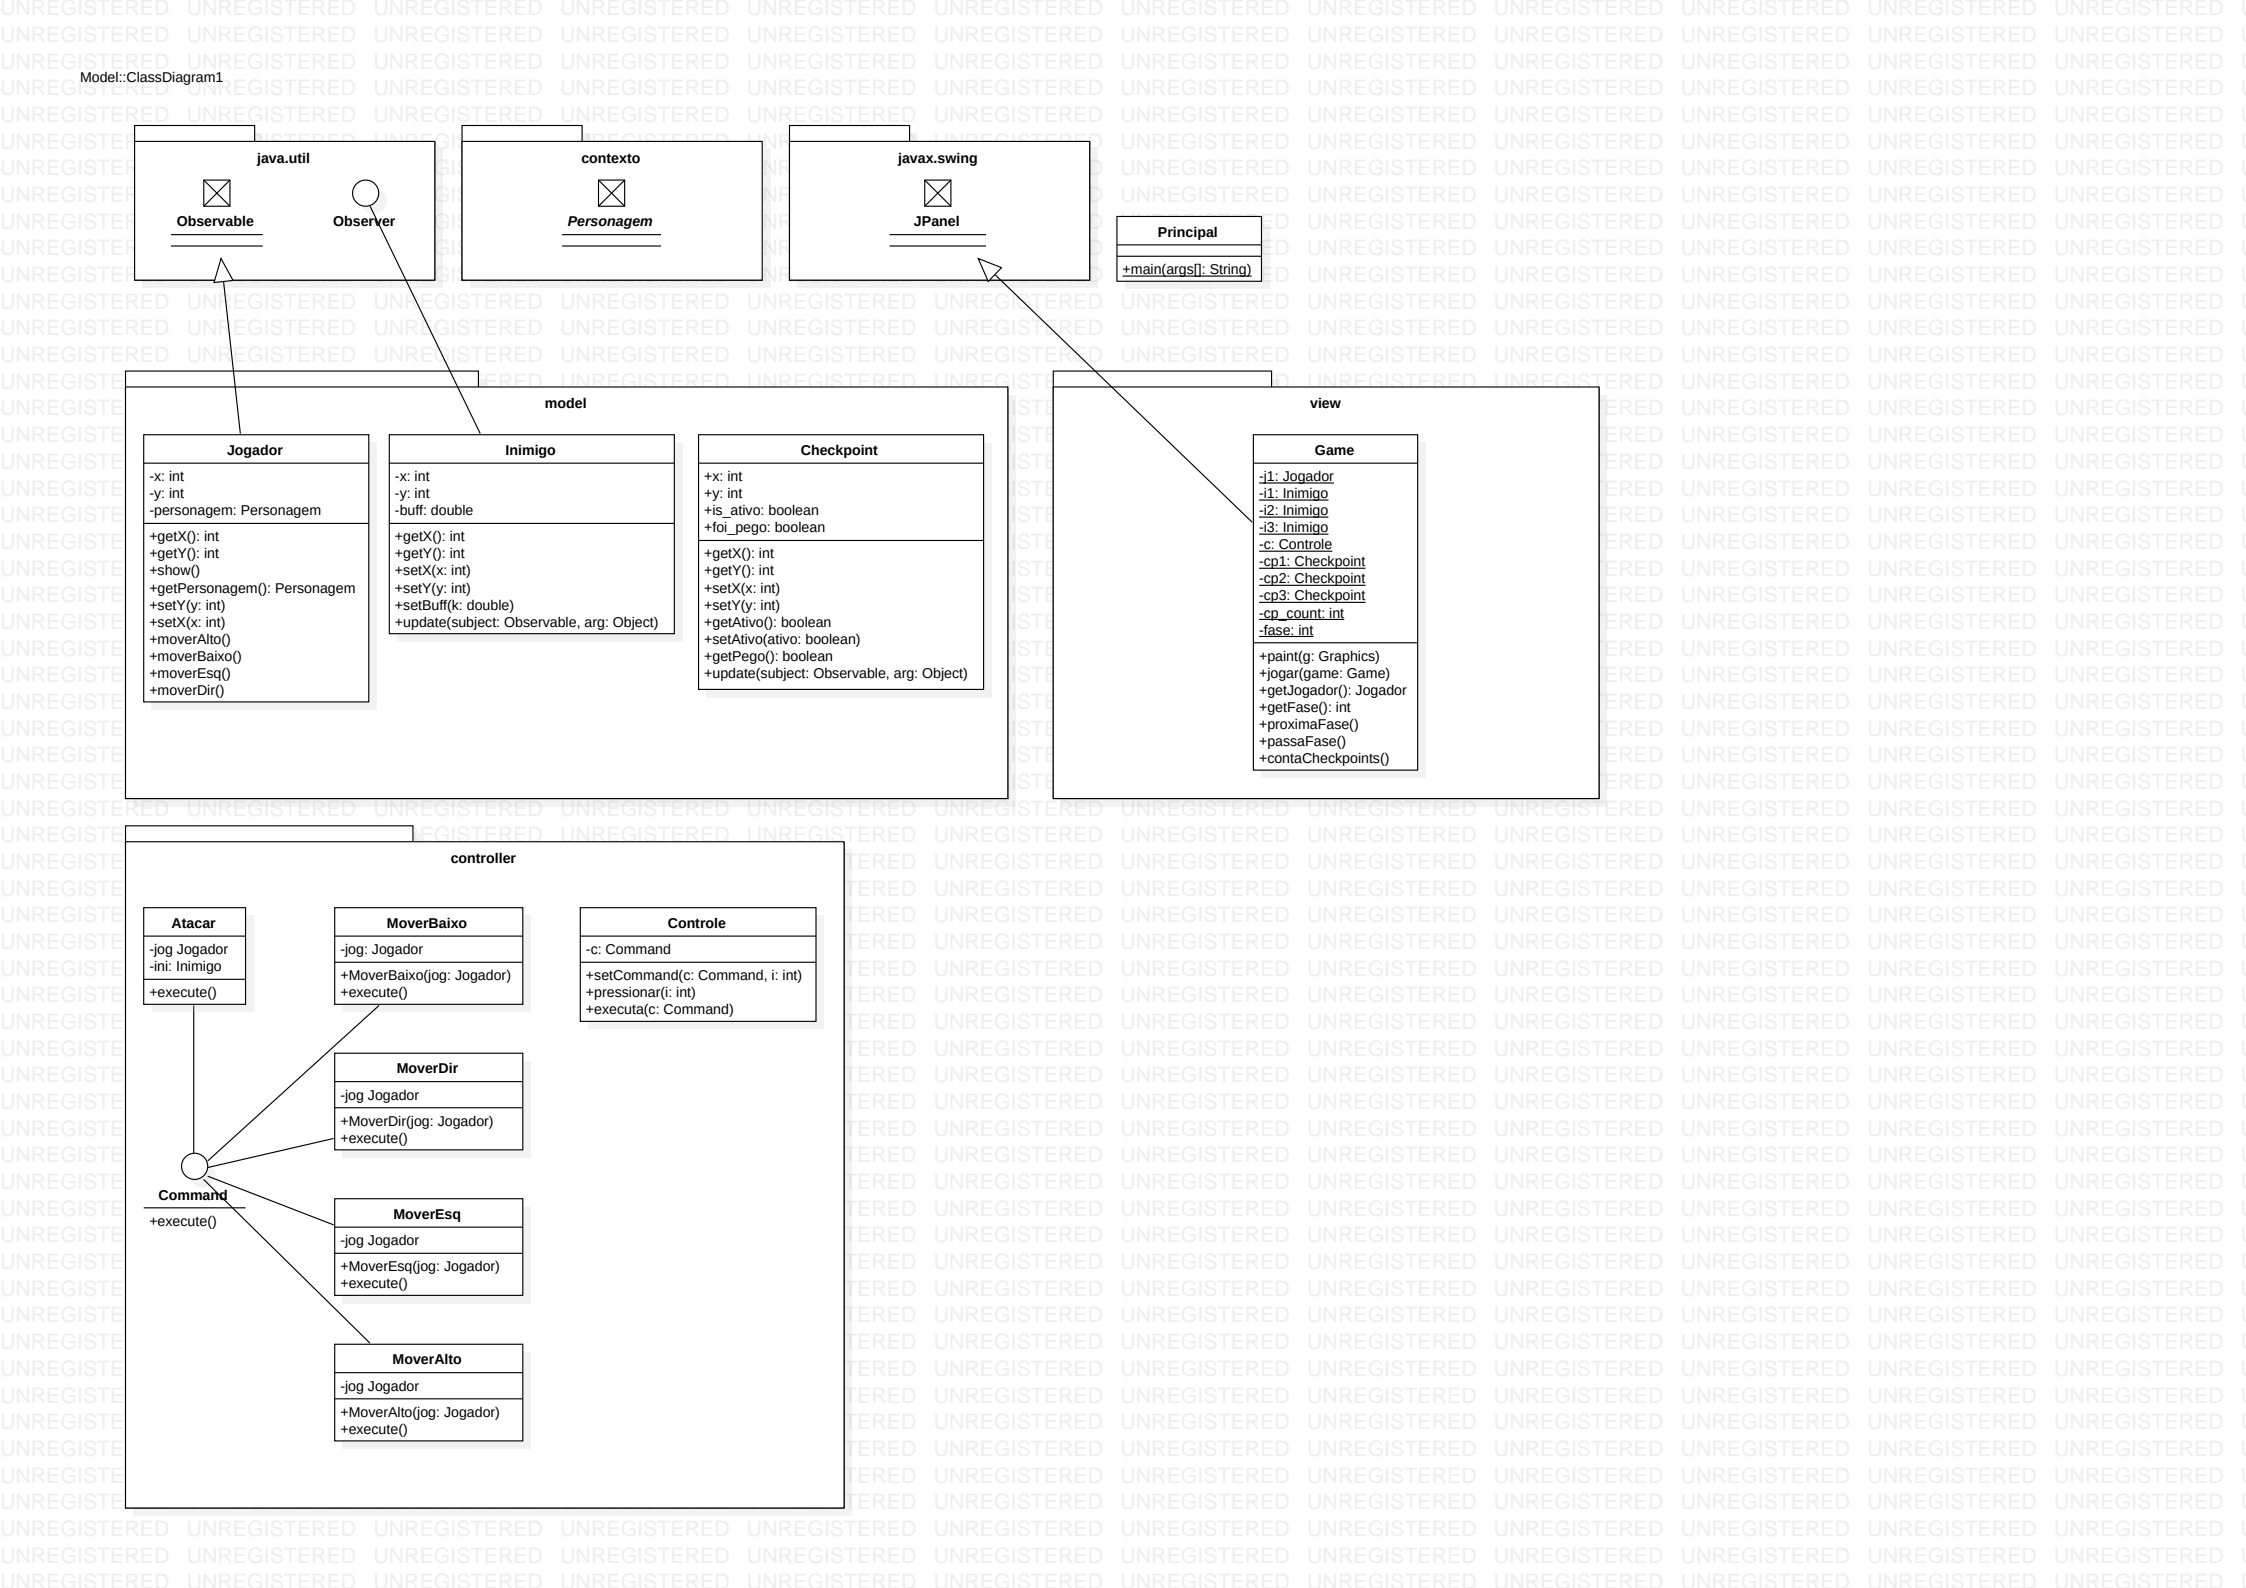 Model::ClassDiagram1
java.util
Observable
Observer
contexto
Personagem
javax.swing
JPanel
Principal
+main(args[]: String)
model
Jogador
-x: int
-y: int
-personagem: Personagem
+getX(): int
+getY(): int
+show()
+getPersonagem(): Personagem
+setY(y: int)
+setX(x: int)
+moverAlto()
+moverBaixo()
+moverEsq()
+moverDir()
Inimigo
-x: int
-y: int
-buff: double
+getX(): int
+getY(): int
+setX(x: int)
+setY(y: int)
+setBuff(k: double)
+update(subject: Observable, arg: Object)
Checkpoint
+x: int
+y: int
+is_ativo: boolean
+foi_pego: boolean
+getX(): int
+getY(): int
+setX(x: int)
+setY(y: int)
+getAtivo(): boolean
+setAtivo(ativo: boolean)
+getPego(): boolean
+update(subject: Observable, arg: Object)
view
Game
-j1: Jogador
-i1: Inimigo
-i2: Inimigo
-i3: Inimigo
-c: Controle
-cp1: Checkpoint
-cp2: Checkpoint
-cp3: Checkpoint
-cp_count: int
-fase: int
+paint(g: Graphics)
+jogar(game: Game)
+getJogador(): Jogador
+getFase(): int
+proximaFase()
+passaFase()
+contaCheckpoints()
controller
Atacar
-jog Jogador
-ini: Inimigo
+execute()
MoverBaixo
-jog: Jogador
+MoverBaixo(jog: Jogador)
+execute()
Controle
-c: Command
+setCommand(c: Command, i: int)
+pressionar(i: int)
+executa(c: Command)
MoverDir
-jog Jogador
+MoverDir(jog: Jogador)
+execute()
Command
+execute()
MoverEsq
-jog Jogador
+MoverEsq(jog: Jogador)
+execute()
MoverAlto
-jog Jogador
+MoverAlto(jog: Jogador)
+execute()
UNREGISTERED